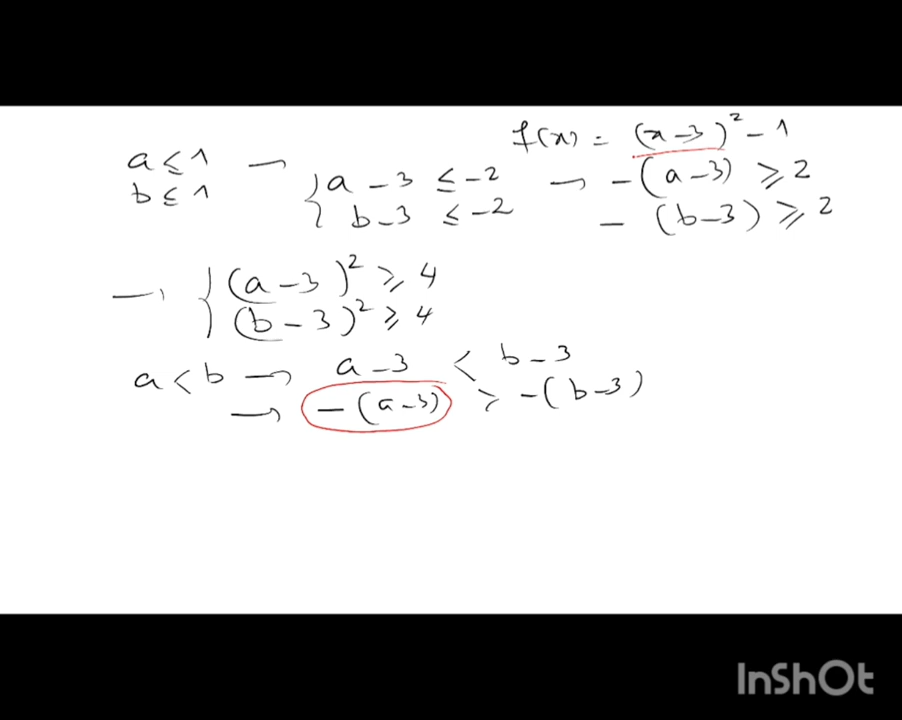 f(x) = (x-3)² - 1
a ≤ 1 →
b ≤ 1
{ a - 3 ≤ -2 → -(a-3) ≥ 2
{ b-3 ≤ -2
- (b-3) ≥ 2
→ { (a-3)² ≥ 4
{ (b-3)² ≥ 4
a < b → a-3 < b-3
→ -(a-3) > -(b-3)
InShOt